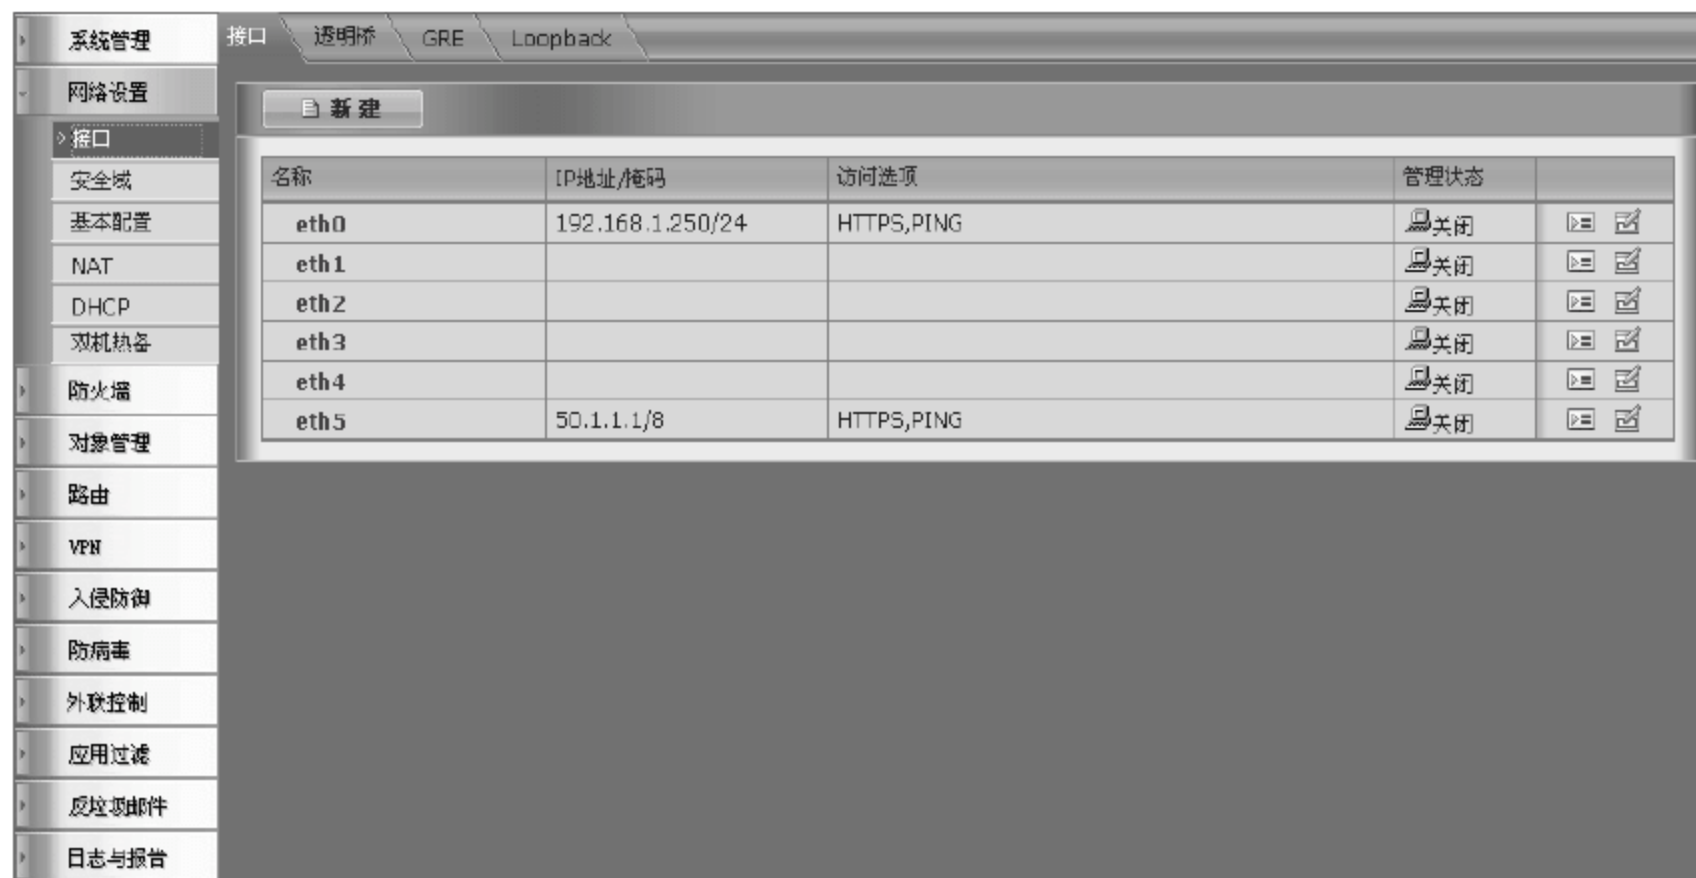 系统管理
网络设置
接口
安全域
基本配置
NAT
DHCP
双机热备
防火墙
对象管理
路由
VPN
入侵防御
防病毒
外联控制
应用过滤
反垃圾邮件
日志与报告
接口 透明桥 GRE Loopback
新建
名称 IP地址/掩码 访问选项 管理状态
eth0 192.168.1.250/24 HTTPS,PING 关闭
eth1 关闭
eth2 关闭
eth3 关闭
eth4 关闭
eth5 50.1.1.1/8 HTTPS,PING 关闭